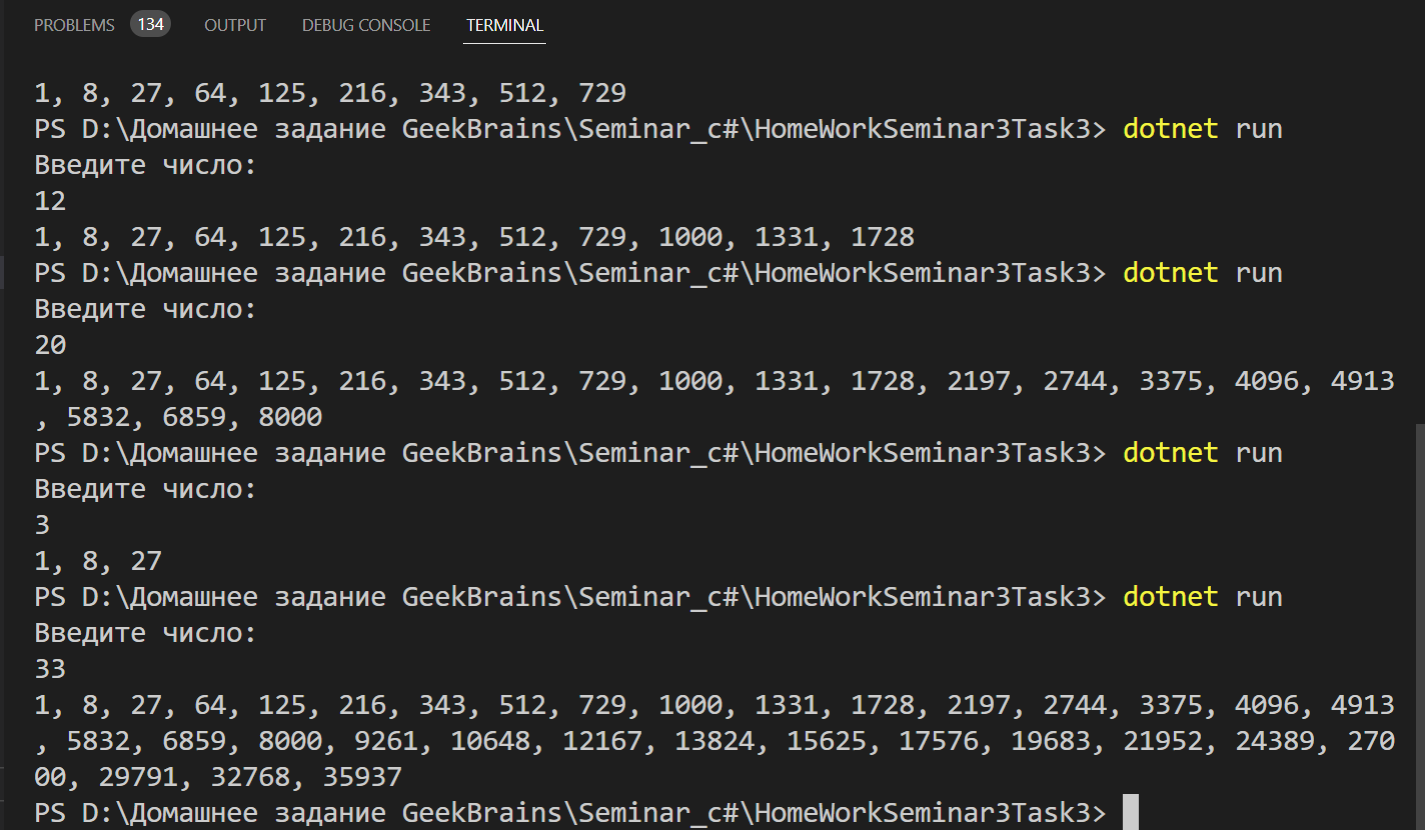 PROBLEMS 134 OUTPUT DEBUG CONSOLE TERMINAL
1, 8, 27, 64, 125, 216, 343, 512, 729
PS D:\Домашнее задание GeekBrains\Seminar_c#\HomeWorkSeminar3Task3> dotnet run
Введите число:
12
1, 8, 27, 64, 125, 216, 343, 512, 729, 1000, 1331, 1728
PS D:\Домашнее задание GeekBrains\Seminar_c#\HomeWorkSeminar3Task3> dotnet run
Введите число:
20
1, 8, 27, 64, 125, 216, 343, 512, 729, 1000, 1331, 1728, 2197, 2744, 3375, 4096, 4913
, 5832, 6859, 8000
PS D:\Домашнее задание GeekBrains\Seminar_c#\HomeWorkSeminar3Task3> dotnet run
Введите число:
3
1, 8, 27
PS D:\Домашнее задание GeekBrains\Seminar_c#\HomeWorkSeminar3Task3> dotnet run
Введите число:
33
1, 8, 27, 64, 125, 216, 343, 512, 729, 1000, 1331, 1728, 2197, 2744, 3375, 4096, 4913
, 5832, 6859, 8000, 9261, 10648, 12167, 13824, 15625, 17576, 19683, 21952, 24389, 270
00, 29791, 32768, 35937
PS D:\Домашнее задание GeekBrains\Seminar_c#\HomeWorkSeminar3Task3>